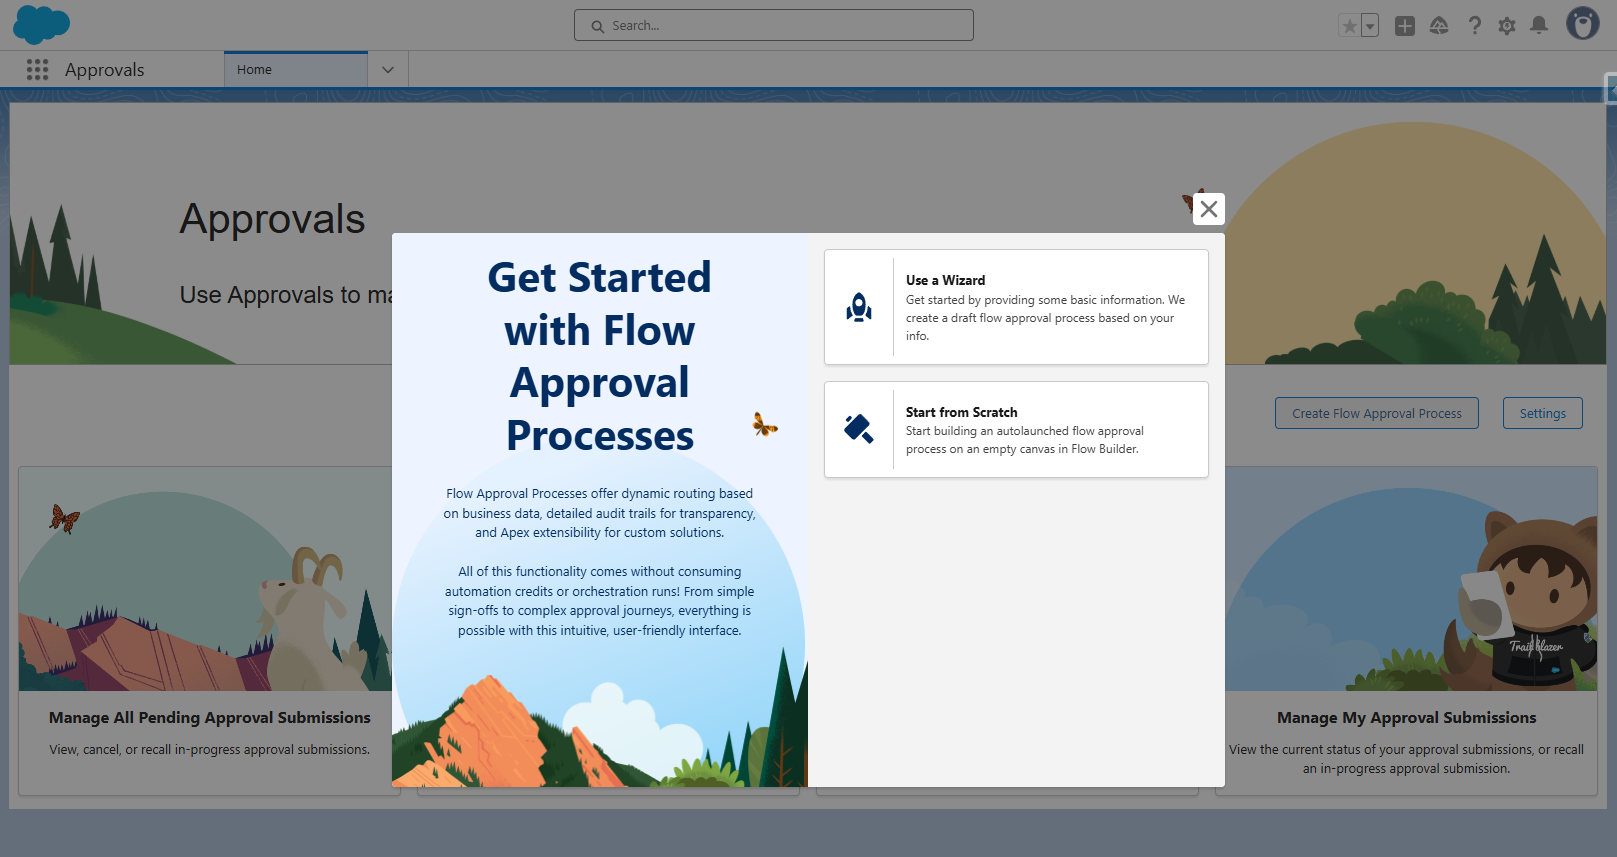 Search...
Approvals
Home
Approvals
Use Approvals to
Get Started
with Flow
Approval
Processes
Flow Approval Processes offer dynamic routing based
on business data, detailed audit trails for transparency,
and Apex extensibility for custom solutions.
All of this functionality comes without consuming
automation credits or orchestration runs! From simple
sign-offs to complex approval journeys, everything is
possible with this intuitive, user-friendly interface.
Use a Wizard
Get started by providing some basic information. We
create a draft flow approval process based on your
info.
Start from Scratch
Start building an autolaunched flow approval
process on an empty canvas in Flow Builder.
Create Flow Approval Process
Settings
Manage All Pending Approval Submissions
View, cancel, or recall in-progress approval submissions.
Trailblazer
Manage My Approval Submissions
View the current status of your approval submissions, or recall
an in-progress approval submission.